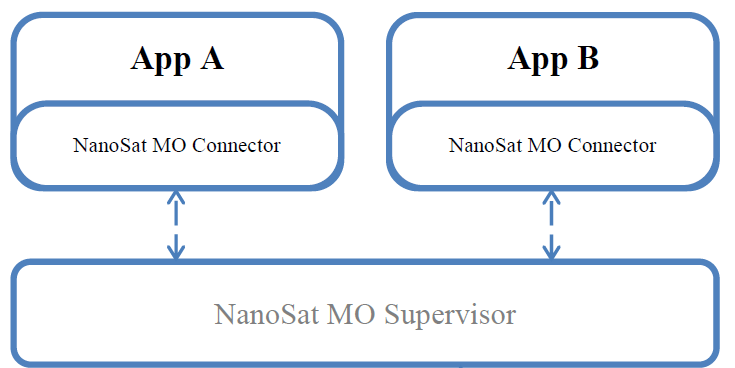 App A
App B
NanoSat MO Connector
NanoSat MO Connector
NanoSat MO Supervisor